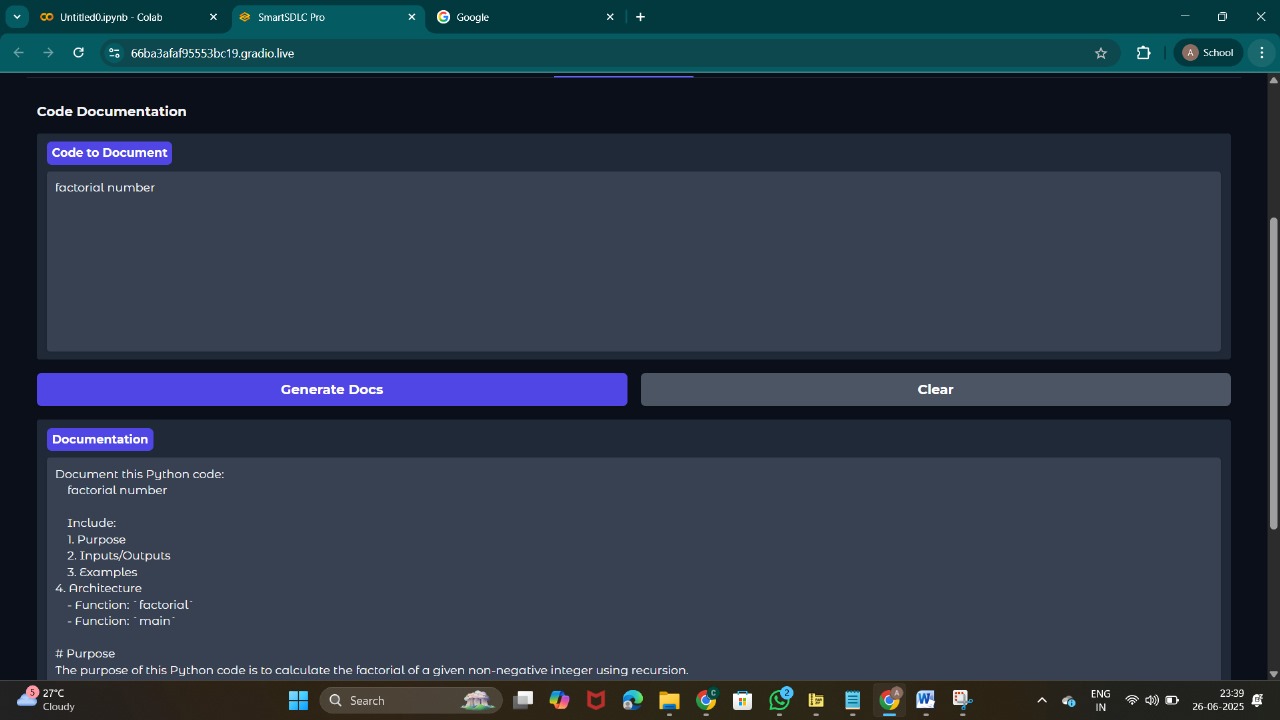 Untitled0.ipynb - Colab
SmartSDLC Pro
Google
66ba3afaf95553bc19.gradio.live
A School
Code Documentation
Code to Document
factorial number
Generate Docs
Clear
Documentation
Document this Python code:
factorial number
Include:
1. Purpose
2. Inputs/Outputs
3. Examples
4. Architecture
- Function: `factorial`
- Function: `main`
# Purpose
The purpose of this Python code is to calculate the factorial of a given non-negative integer using recursion.
5
27°C
Cloudy
Search
C
2
A
ENG
IN
23:39
26-06-2025